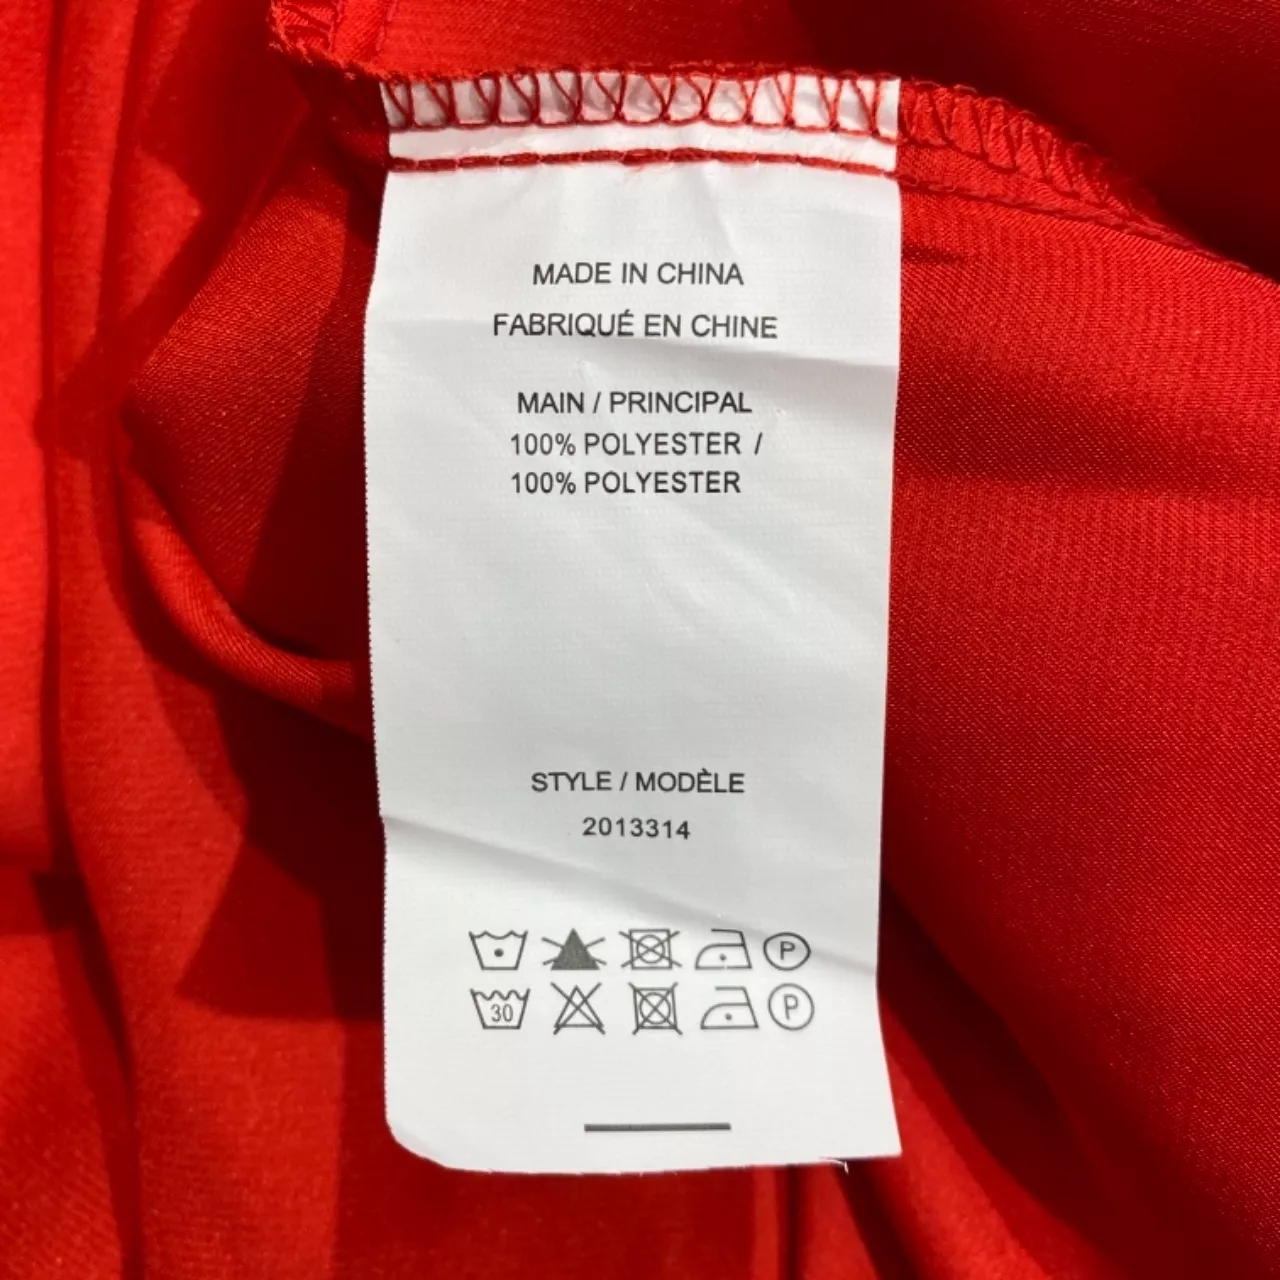 MADE IN CHINA
FABRIQUÉ EN CHINE
MAIN / PRINCIPAL
100% POLYESTER /
100% POLYESTER
STYLE / MODÈLE
2013314
P
30 P